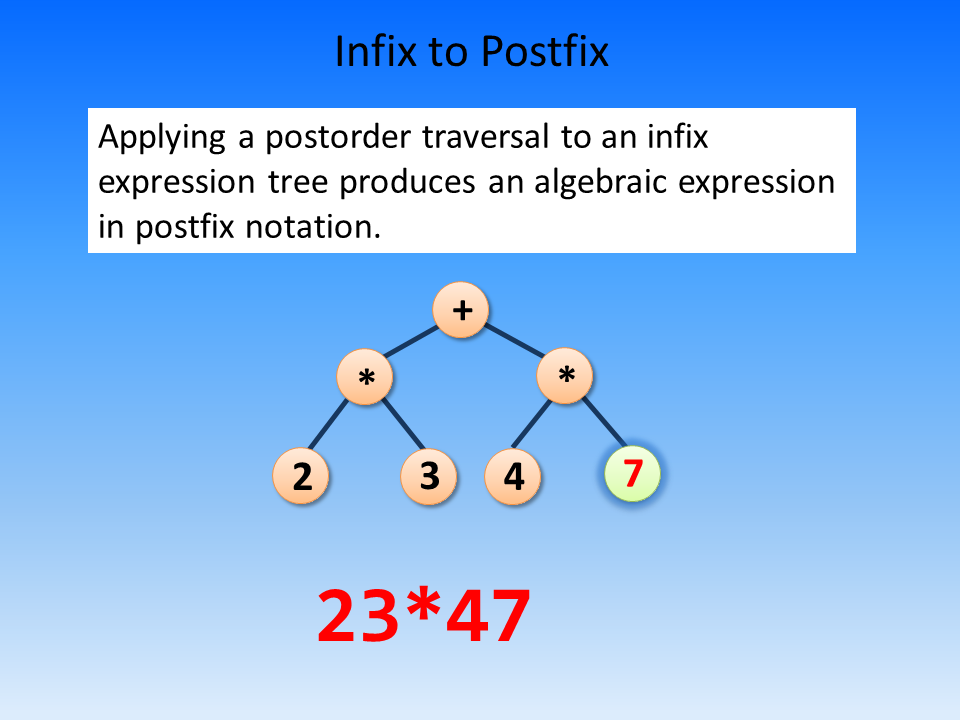 Infix to Postfix
Applying a postorder traversal to an infix
expression tree produces an algebraic expression
in postfix notation.
+
* *
2 3 4 7
23*47